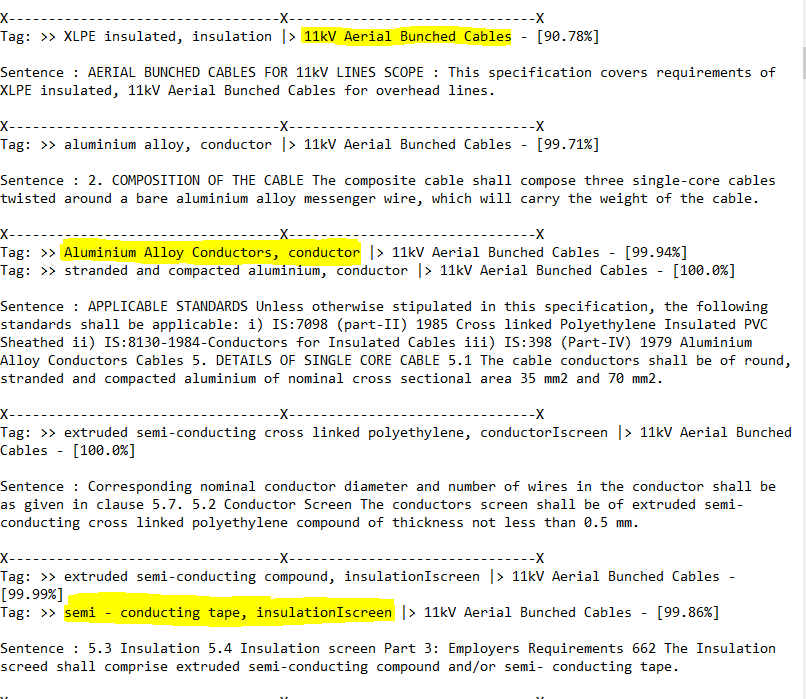 X----------------------------------X-------------------------------X
Tag: >> XLPE insulated, insulation |> 11kV Aerial Bunched Cables - [90.78%]
Sentence : AERIAL BUNCHED CABLES FOR 11kV LINES SCOPE : This specification covers requirements of
XLPE insulated, 11kV Aerial Bunched Cables for overhead lines.
X----------------------------------X-------------------------------X
Tag: >> aluminium alloy, conductor |> 11kV Aerial Bunched Cables - [99.71%]
Sentence : 2. COMPOSITION OF THE CABLE The composite cable shall compose three single-core cables
twisted around a bare aluminium alloy messenger wire, which will carry the weight of the cable.
X----------------------------------X-------------------------------X
Tag: >> Aluminium Alloy Conductors, conductor |> 11kV Aerial Bunched Cables - [99.94%]
Tag: >> stranded and compacted aluminium, conductor |> 11kV Aerial Bunched Cables - [100.0%]
Sentence : APPLICABLE STANDARDS Unless otherwise stipulated in this specification, the following
standards shall be applicable: i) IS:7098 (part-II) 1985 Cross linked Polyethylene Insulated PVC
Sheathed ii) IS:8130-1984-Conductors for Insulated Cables iii) IS:398 (Part-IV) 1979 Aluminium
Alloy Conductors Cables 5. DETAILS OF SINGLE CORE CABLE 5.1 The cable conductors shall be of round,
stranded and compacted aluminium of nominal cross sectional area 35 mm2 and 70 mm2.
X----------------------------------X-------------------------------X
Tag: >> extruded semi-conducting cross linked polyethylene, conductorIscreen |> 11kV Aerial Bunched
Cables - [100.0%]
Sentence : Corresponding nominal conductor diameter and number of wires in the conductor shall be
as given in clause 5.7. 5.2 Conductor Screen The conductors screen shall be of extruded semi-
conducting cross linked polyethylene compound of thickness not less than 0.5 mm.
X----------------------------------X-------------------------------X
Tag: >> extruded semi-conducting compound, insulationIscreen |> 11kV Aerial Bunched Cables -
[99.99%]
Tag: >> semi - conducting tape, insulationIscreen |> 11kV Aerial Bunched Cables - [99.86%]
Sentence : 5.3 Insulation 5.4 Insulation screen Part 3: Employers Requirements 662 The Insulation
screed shall comprise extruded semi-conducting compound and/or semi- conducting tape.